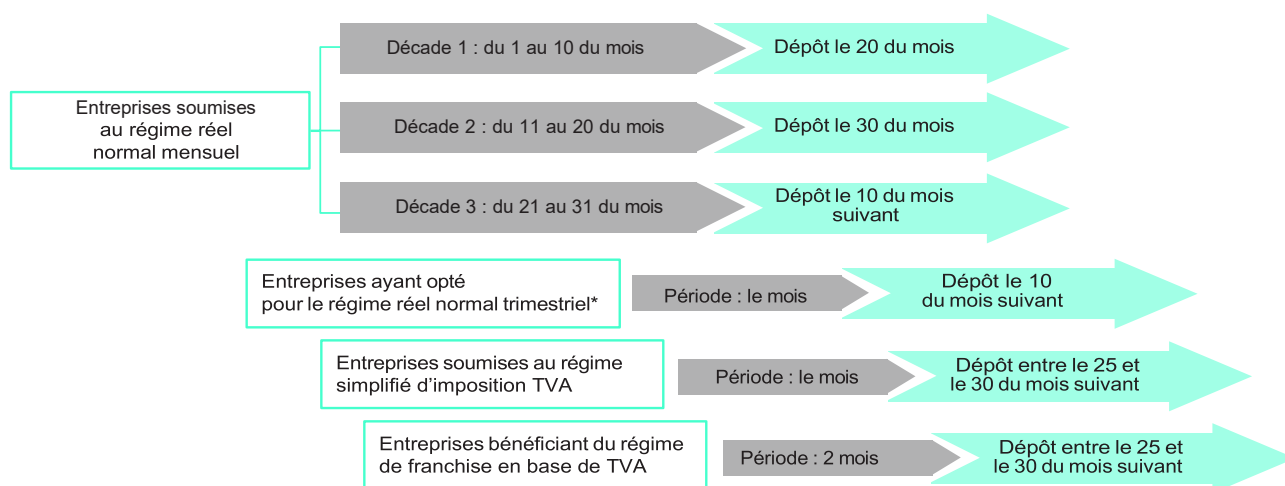 Décade 1 : du 1 au 10 du mois
Dépôt le 20 du mois
Entreprises soumises
au régime réel
normal mensuel
Décade 2 : du 11 au 20 du mois
Dépôt le 30 du mois
Décade 3 : du 21 au 31 du mois
Dépôt le 10 du mois
suivant
Entreprises ayant opté
pour le régime réel normal trimestriel*
Période : le mois
Dépôt le 10
du mois suivant
Entreprises soumises au régime
simplifié d’imposition TVA
Période : le mois
Dépôt entre le 25 et
le 30 du mois suivant
Entreprises bénéficiant du régime
de franchise en base de TVA
Période : 2 mois
Dépôt entre le 25 et
le 30 du mois suivant